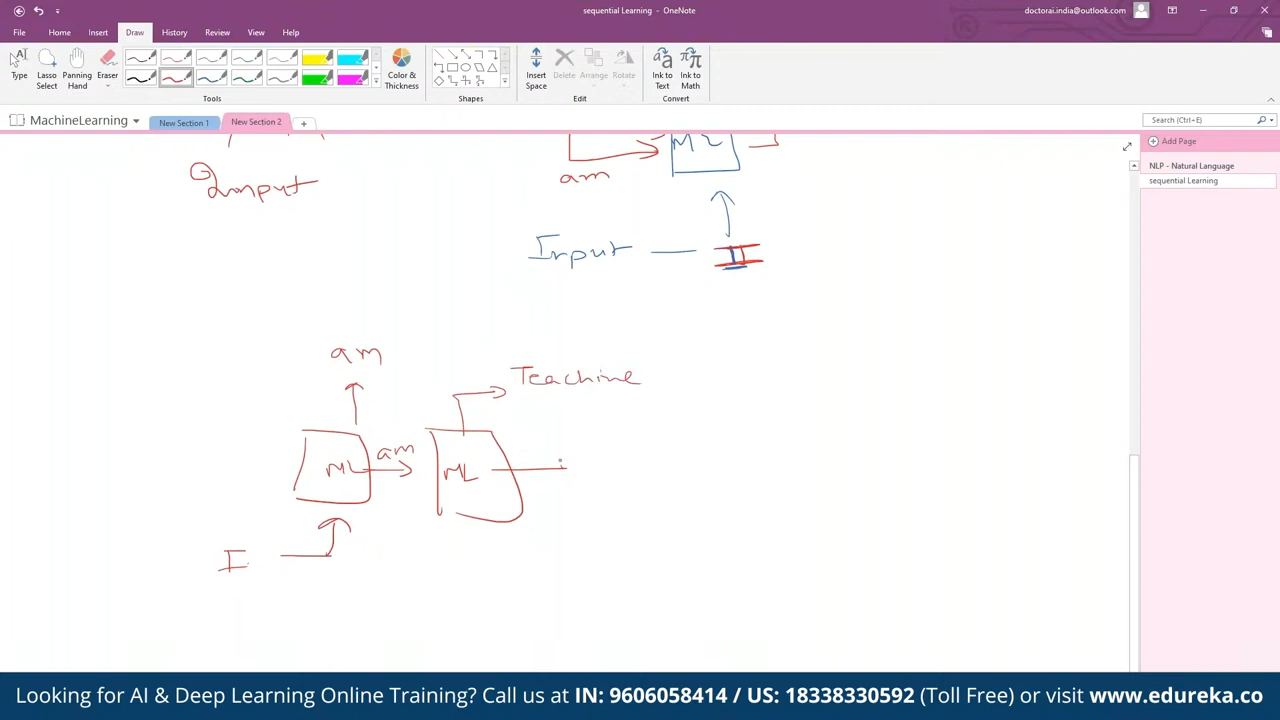 sequential Learning - OneNote
doctorai.india@outlook.com
File Home Insert Draw History Review View Help
Type
Lasso Select
Panning Hand
Eraser
Color & Thickness
Insert Space
Delete
Arrange
Rotate
Ink to Text
Ink to Math
Tools
Shapes
Edit
Convert
MachineLearning
New Section 1
New Section 2
Search (Ctrl+E)
Add Page
NLP - Natural Language
sequential Learning
ML
am
Input
Input — I
am
Teachine
am
ML
ML
I
Looking for AI & Deep Learning Online Training? Call us at IN: 9606058414 / US: 18338330592 (Toll Free) or visit www.edureka.co